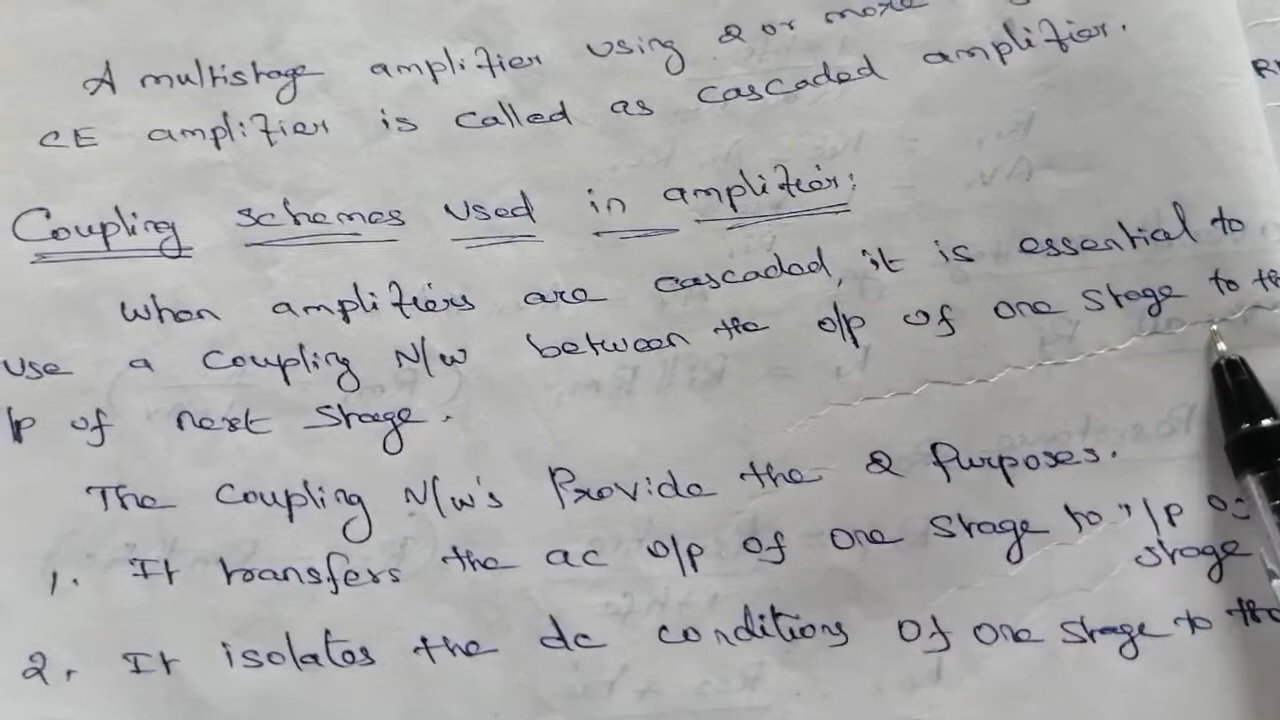 A multistage amplifier using 2 or more
CE amplifier is called as cascaded amplifier.
Coupling schemes used in amplifier:
When amplifiers are cascaded, it is essential to
use a coupling N/w between the o/p of one stage to
of next stage.
The coupling N/w's Provide the 2 Purposes.
1. It transfers the ac o/p of one stage to
stage
2. It isolates the dc conditions of one stage to the